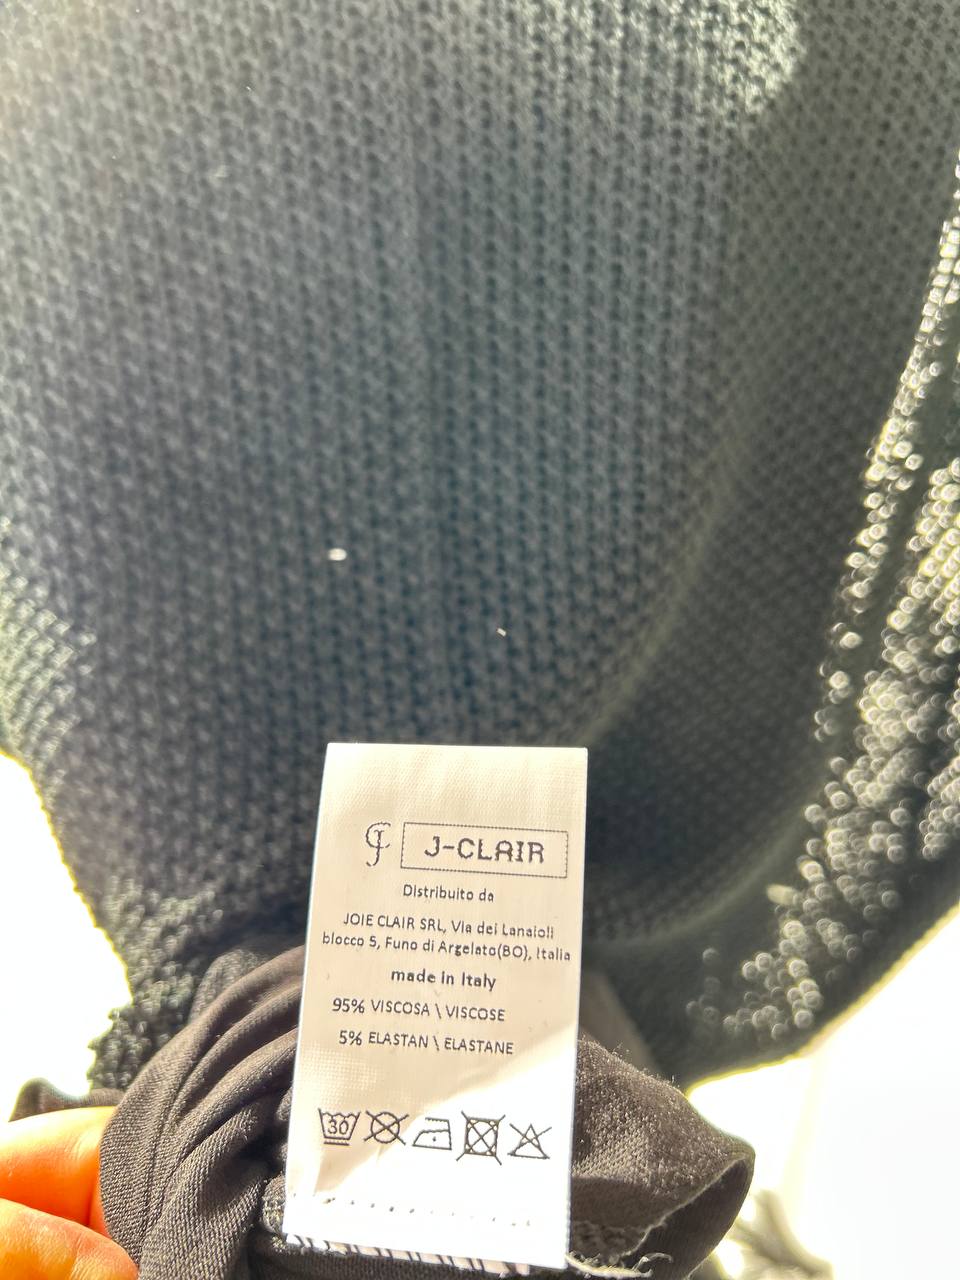 J-CLAIR
Distribuito da
JOIE CLAIR SRL, Via dei Lanaioli
blocco 5, Funo di Argelato(BO), Italia
made in Italy
95% VISCOSA \ VISCOSE
5% ELASTAN \ ELASTANE
30